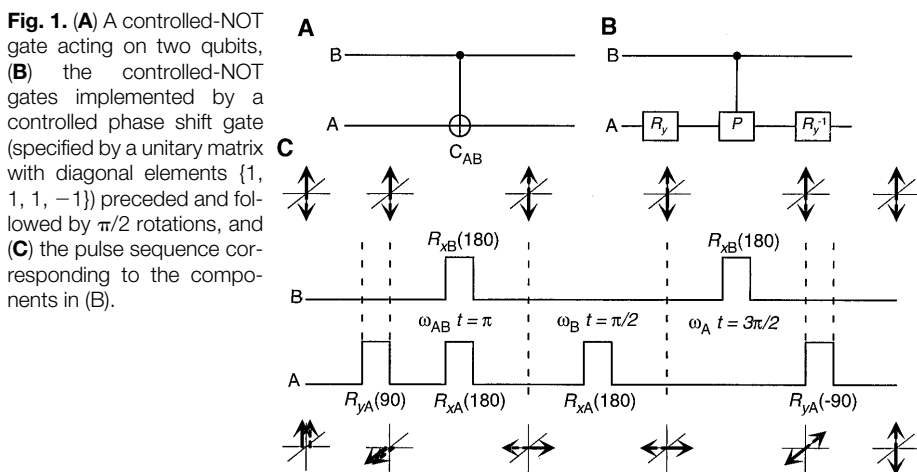 Fig. 1. (A) A controlled-NOT
gate acting on two qubits,
(B) the controlled-NOT
gates implemented by a
controlled phase shift gate
(specified by a unitary matrix
with diagonal elements {1,
1, 1, −1}) preceded and fol-
lowed by π/2 rotations, and
(C) the pulse sequence cor-
responding to the compo-
nents in (B).
A
B
B
A
C_AB
B
A
R_y
P
R_y^-1
C
R_xB(180)
R_xB(180)
B
ω_AB t = π
ω_B t = π/2
ω_A t = 3π/2
A
R_yA(90)
R_xA(180)
R_xA(180)
R_yA(-90)